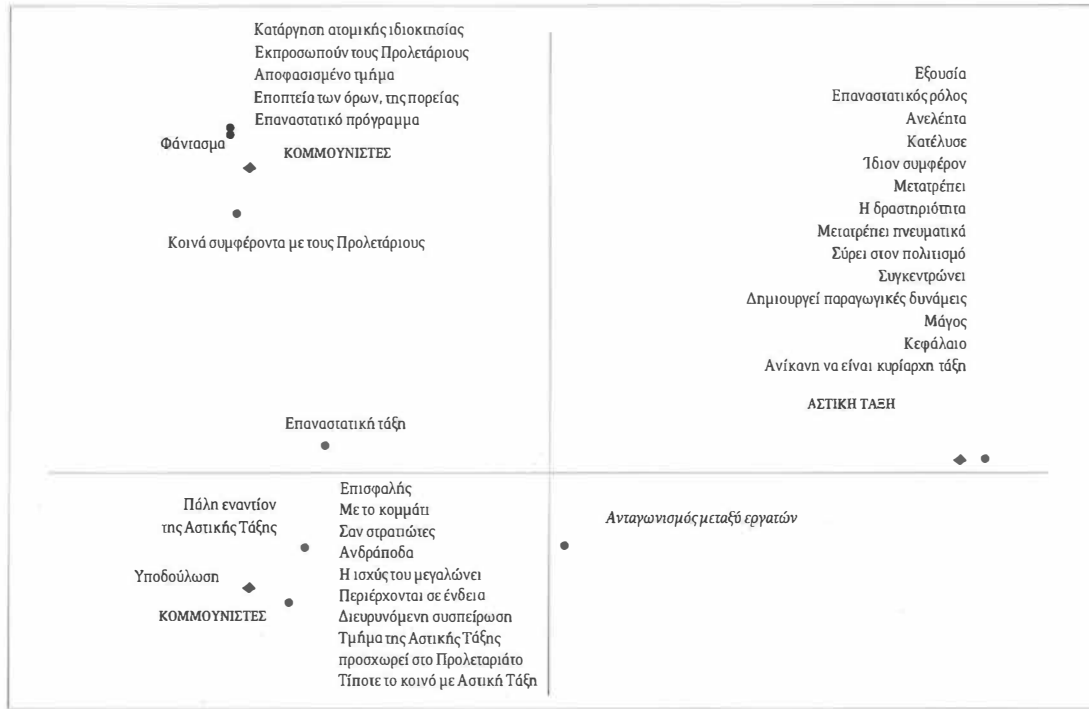 Κατάργηση ατομικής ιδιοκτησίας
Εκπροσωπούν τους Προλετάριους
Αποφασισμένο τμήμα
Εποπτεία των όρων, της πορείας
Επαναστατικό πρόγραμμα
Φάντασμα
ΚΟΜΜΟΥΝΙΣΤΕΣ
Κοινά συμφέροντα με τους Προλετάριους
Εξουσία
Επαναστατικός ρόλος
Ανελέητα
Κατέλυσε
Ίδιον συμφέρον
Μετατρέπει
Η δραστηριότητα
Μετατρέπει πνευματικά
Σύρει στον πολιτισμό
Συγκεντρώνει
Δημιουργεί παραγωγικές δυνάμεις
Μάγος
Κεφάλαιο
Ανίκανη να είναι κυρίαρχη τάξη
ΑΣΤΙΚΗ ΤΑΞΗ
Επαναστατική τάξη
Πάλη εναντίον
της Αστικής Τάξης
Υποδούλωση
ΚΟΜΜΟΥΝΙΣΤΕΣ
Επισφαλής
Με το κομμάτι
Σαν στρατιώτες
Ανδράποδα
Η ισχύς του μεγαλώνει
Περιέρχονται σε ένδεια
Διευρυνόμενη συσπείρωση
Τμήμα της Αστικής Τάξης
προσχωρεί στο Προλεταριάτο
Τίποτε το κοινό με Αστική Τάξη
Ανταγωνισμός μεταξύ εργατών